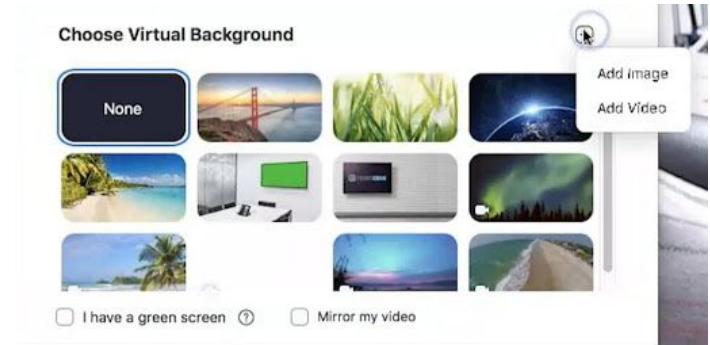 Choose Virtual Background
Add Image
Add Video
None
I have a green screen ?
Mirror my video